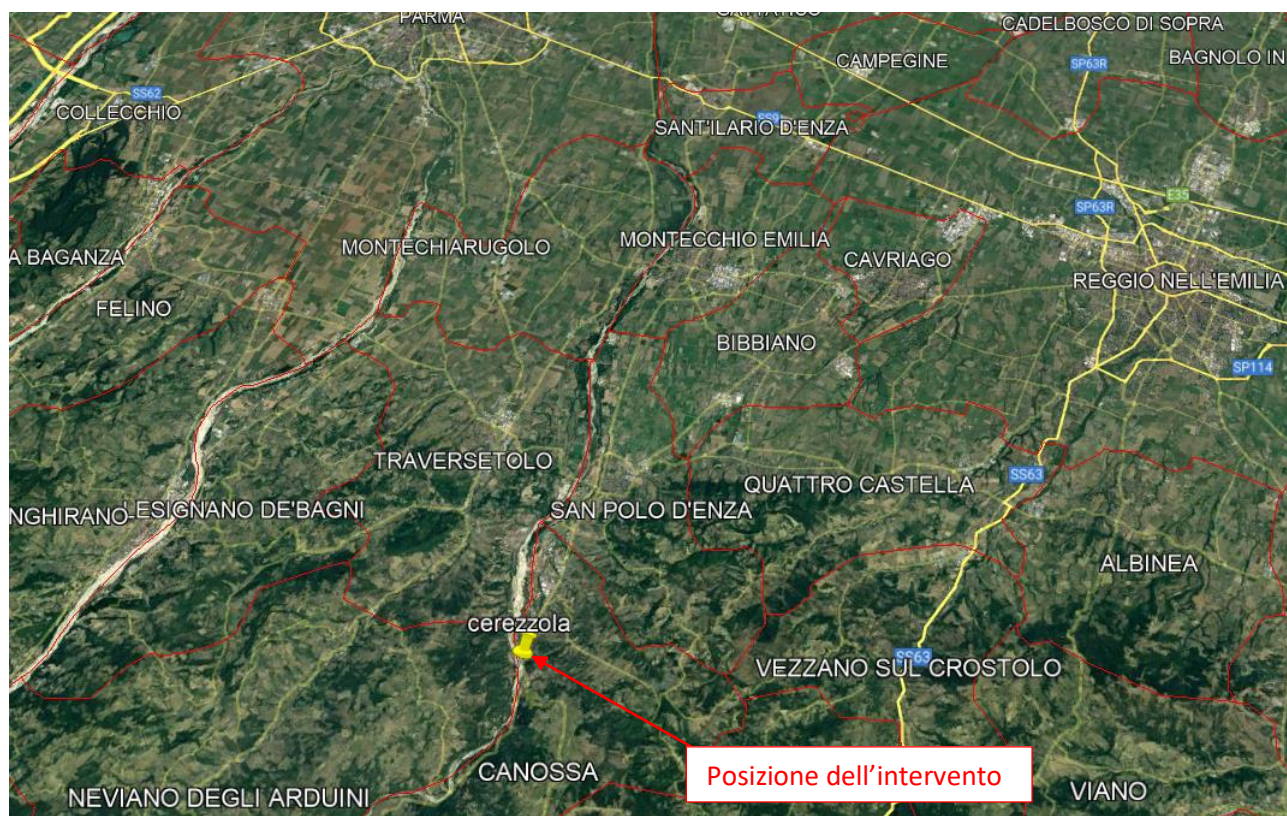 PARMA
CADELBOSCO DI SOPRA
CAMPEGINE
SP63R
BAGNOLO IN
SS62
COLLECCHIO
SANT'ILARIO D'ENZA
E35
SP63R
A BAGANZA
MONTECHIARUGOLO
MONTECCHIO EMILIA
CAVRIAGO
REGGIO NELL'EMILIA
FELINO
BIBBIANO
SP114
TRAVERSETOLO
SS63
QUATTRO CASTELLA
NGHIRANO
LESIGNANO DE'BAGNI
SAN POLO D'ENZA
ALBINEA
cerezzola
SS63
VEZZANO SUL CROSTOLO
CANOSSA
Posizione dell'intervento
NEVIANO DEGLI ARDUINI
VIANO